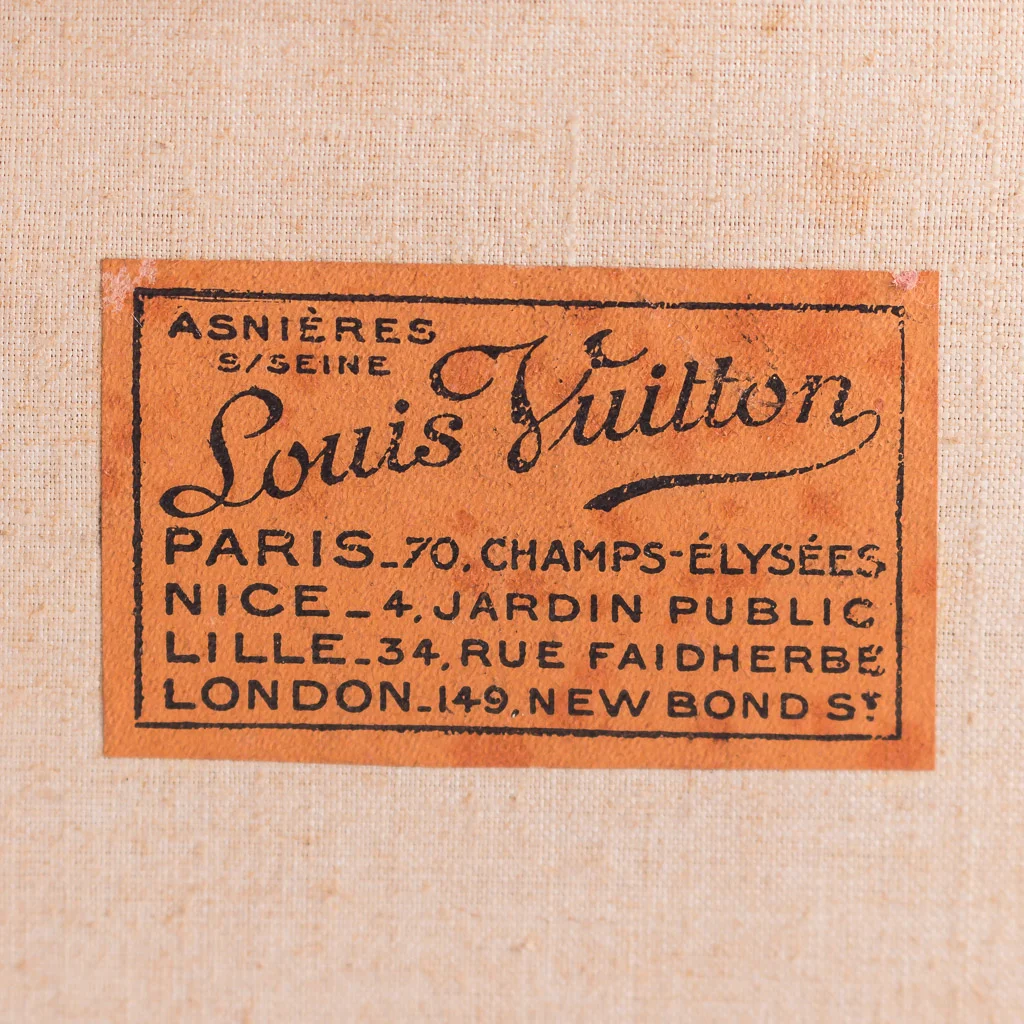 ASNIÈRES
S/SEINE
Louis Vuitton
PARIS_70, CHAMPS-ÉLYSÉES
NICE_4, JARDIN PUBLIC
LILLE_34, RUE FAIDHERBE
LONDON_149, NEW BOND ST